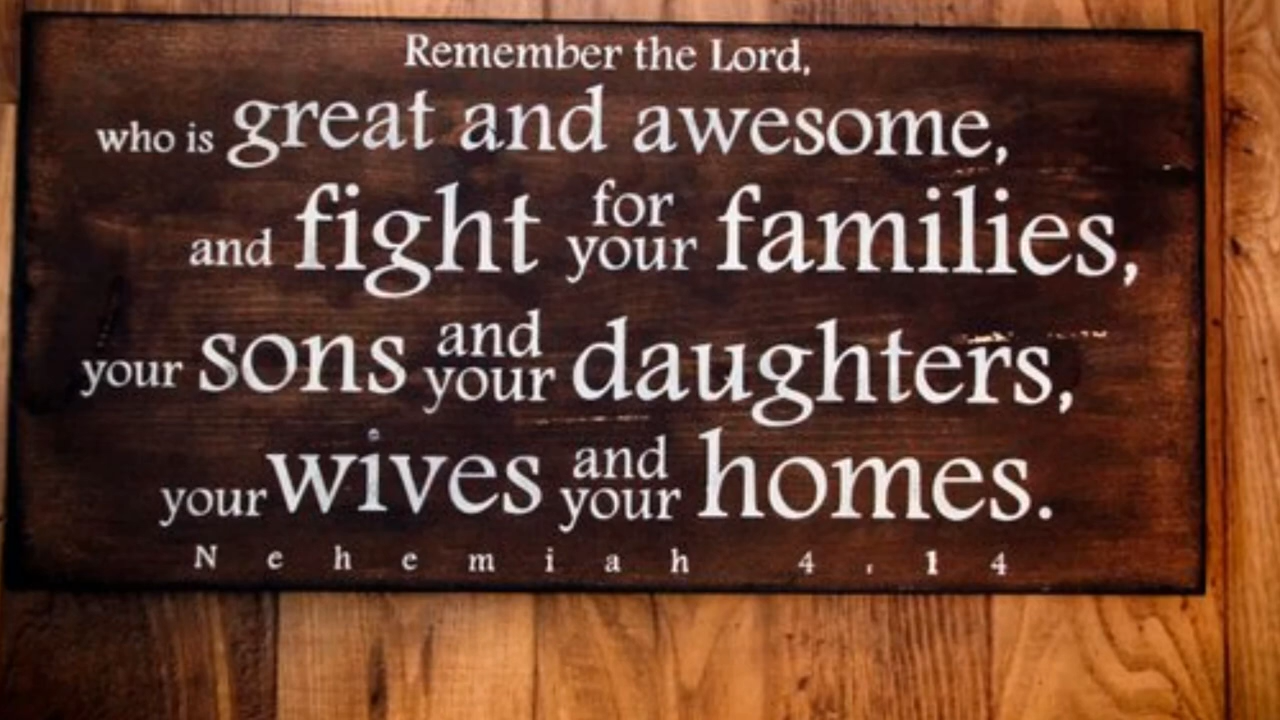 Remember the Lord,
who is great and awesome,
and fight for your families,
your sons and your daughters,
your wives and your homes.
Nehemiah 4.14